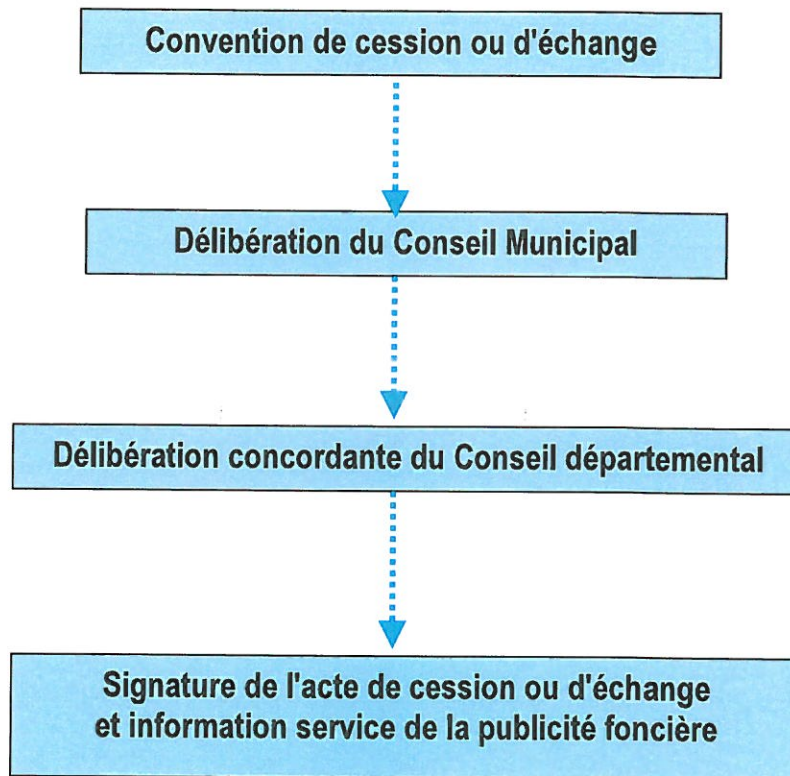 Convention de cession ou d'échange
Délibération du Conseil Municipal
Délibération concordante du Conseil départemental
Signature de l'acte de cession ou d'échange
et information service de la publicité foncière